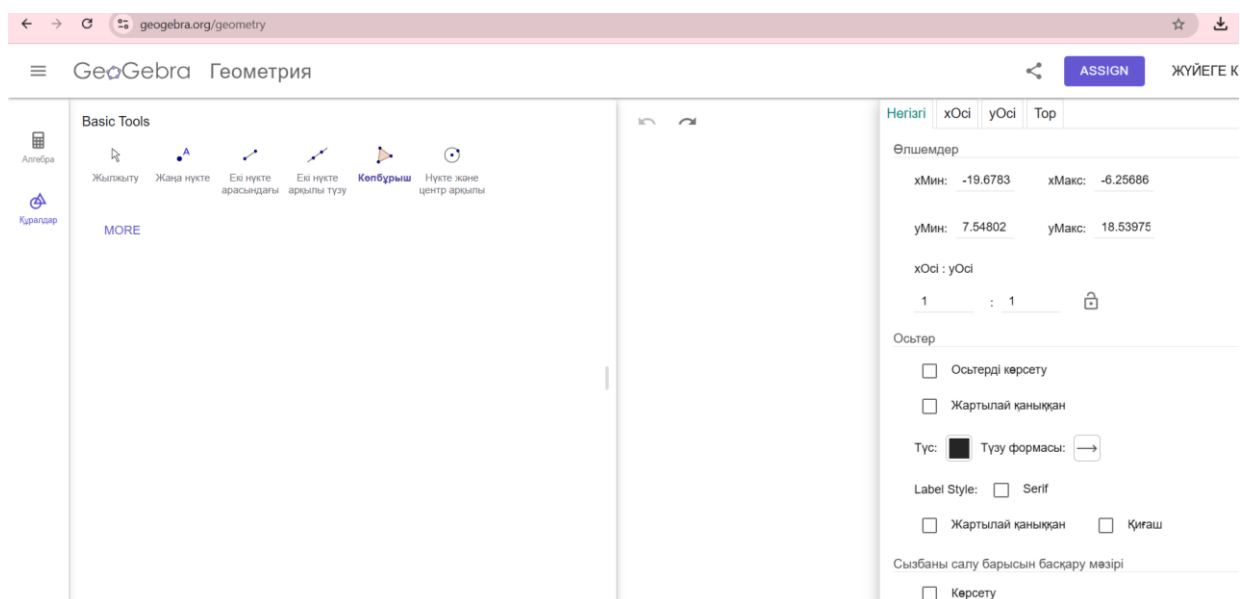 geogebra.org/geometry
GeoGebra Геометрия
ASSIGN
ЖҮЙЕГЕ К
Алгебра
Құралдар
Basic Tools
Жылжыту
Жаңа нүкте
Екі нүкте арасындағы
Екі нүкте арқылы түзу
Көпбұрыш
Нүкте және центр арқылы
MORE
Негізгі xОсі yОсі Тор
Өлшемдер
xМин: -19.6783 xМакс: -6.25686
yМин: 7.54802 yМакс: 18.53975
xОсі : yОсі
1 : 1
Осьтер
Осьтерді көрсету
Жартылай қаныққан
Түс: Түзу формасы:
Label Style: Serif
Жартылай қаныққан Қиғаш
Сызбаны салу барысын басқару мәзірі
Көрсету